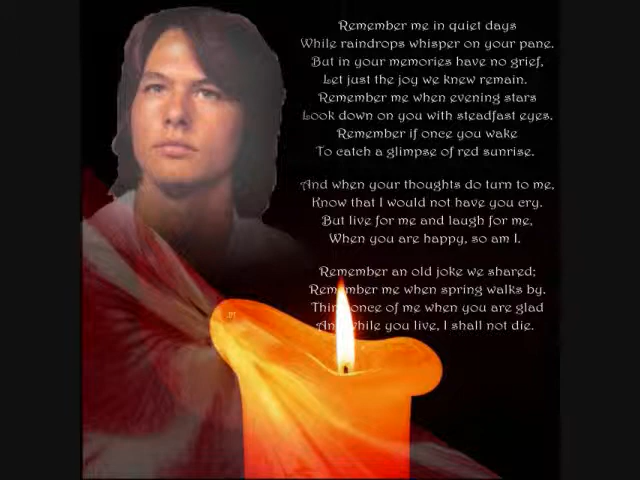 Remember me in quiet days
While raindrops whisper on your pane.
But in your memories have no grief,
Let just the joy we knew remain.
Remember me when evening stars
Look down on you with steadfast eyes.
Remember if once you wake
To catch a glimpse of red sunrise.
And when your thoughts do turn to me,
Know that I would not have you cry.
But live for me and laugh for me,
When you are happy, so am I.
Remember an old joke we shared;
Remember me when spring walks by.
Think once of me when you are glad
And while you live, I shall not die.